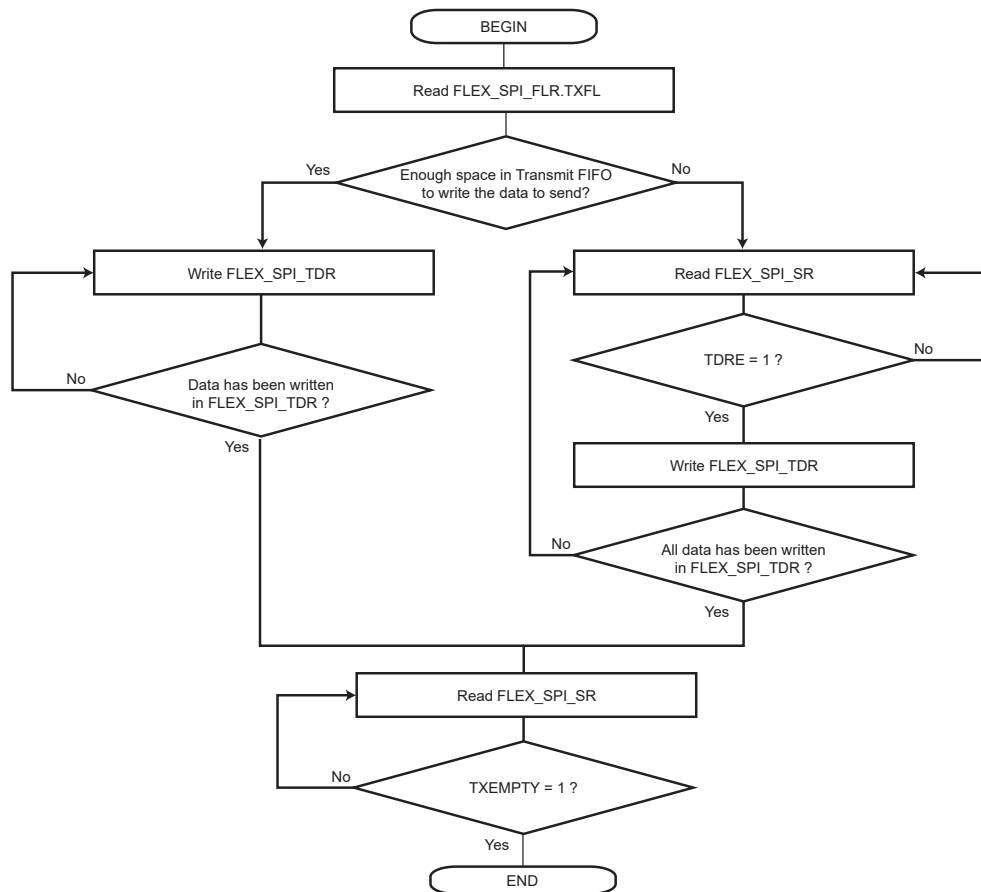 BEGIN
Read FLEX_SPI_FLR.TXFL
Yes
Enough space in Transmit FIFO
to write the data to send?
No
Write FLEX_SPI_TDR
Read FLEX_SPI_SR
TDRE = 1 ?
No
No
Data has been written
in FLEX_SPI_TDR ?
Yes
Yes
Write FLEX_SPI_TDR
No
All data has been written
in FLEX_SPI_TDR ?
Yes
Read FLEX_SPI_SR
No
TXEMPTY = 1 ?
Yes
END